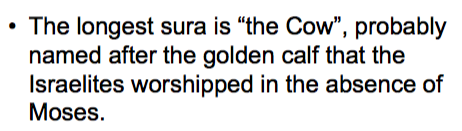 • The longest sura is “the Cow”, probably
named after the golden calf that the
Israelites worshipped in the absence of
Moses.